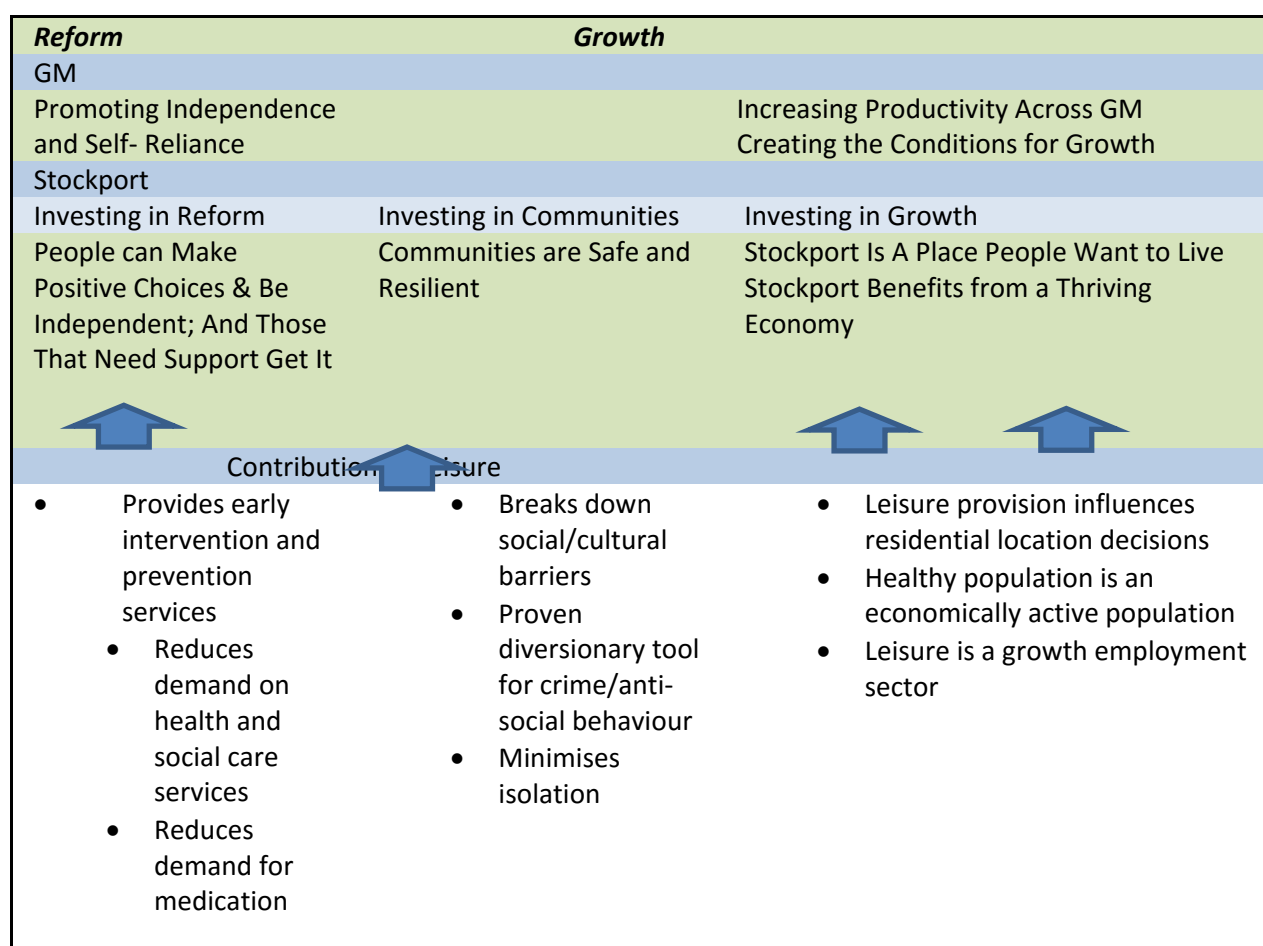 Reform Growth
GM
Promoting Independence
and Self- Reliance
Increasing Productivity Across GM
Creating the Conditions for Growth
Stockport
Investing in Reform
Investing in Communities
Investing in Growth
People can Make
Positive Choices & Be
Independent; And Those
That Need Support Get It
Communities are Safe and
Resilient
Stockport Is A Place People Want to Live
Stockport Benefits from a Thriving
Economy
Contribution eisure
• Provides early
intervention and
prevention
services
• Reduces
demand on
health and
social care
services
• Reduces
demand for
medication
• Breaks down
social/cultural
barriers
• Proven
diversionary tool
for crime/anti-
social behaviour
• Minimises
isolation
• Leisure provision influences
residential location decisions
• Healthy population is an
economically active population
• Leisure is a growth employment
sector